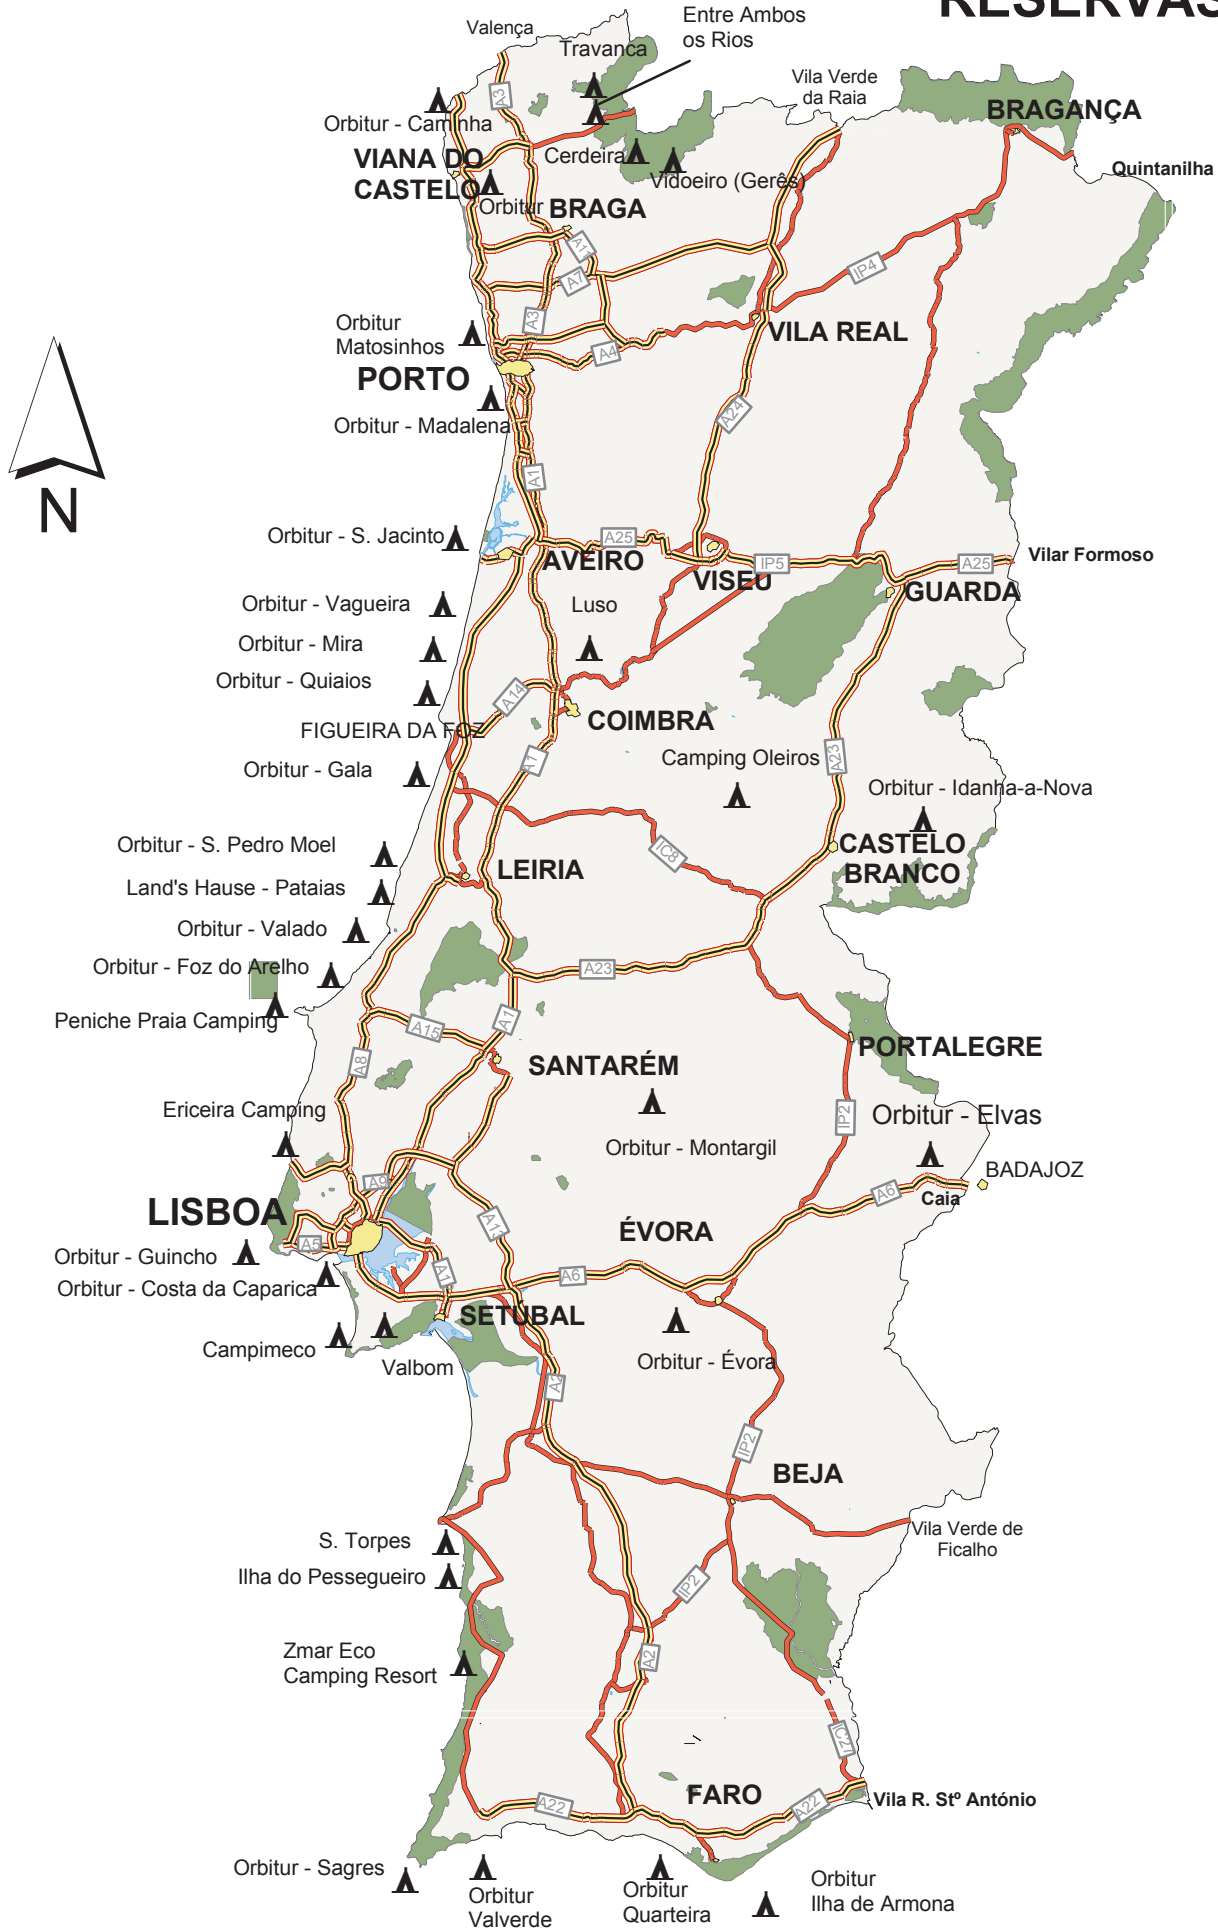 RESERVAS
Entre Ambos
os Rios
Valença
Travanca
Vila Verde
da Raia
A3
BRAGANÇA
Orbitur - Caminha
VIANA DO
CASTELO
Cerdeira
Vidoeiro (Gerês)
Quintanilha
Orbitur
BRAGA
A11
A7
IP4
A3
Orbitur
Matosinhos
VILA REAL
A4
PORTO
Orbitur - Madalena
A24
A1
N
Orbitur - S. Jacinto
A25
AVEIRO
VISEU
IP5
A25
Vilar Formoso
GUARDA
Orbitur - Vagueira
Luso
Orbitur - Mira
Orbitur - Quiaios
A14
COIMBRA
FIGUEIRA DA FOZ
A1
Camping Oleiros
A23
Orbitur - Gala
Orbitur - Idanha-a-Nova
Orbitur - S. Pedro Moel
IC8
CASTELO
BRANCO
LEIRIA
Land's Hause - Pataias
Orbitur - Valado
Orbitur - Foz do Arelho
A23
Peniche Praia Camping
A15
A1
A8
SANTARÉM
PORTALEGRE
Ericeira Camping
IP2
Orbitur - Elvas
Orbitur - Montargil
BADAJOZ
A9
A6
Caia
LISBOA
A13
ÉVORA
A5
Orbitur - Guincho
A1
A6
Orbitur - Costa da Caparica
SETÚBAL
Campimeco
Valbom
Orbitur - Évora
A2
IP2
BEJA
S. Torpes
Vila Verde de
Ficalho
Ilha do Pessegueiro
IP2
Zmar Eco
Camping Resort
A2
IC27
FARO
A22
A22
Vila R. Stº António
Orbitur - Sagres
Orbitur
Valverde
Orbitur
Quarteira
Orbitur
Ilha de Armona